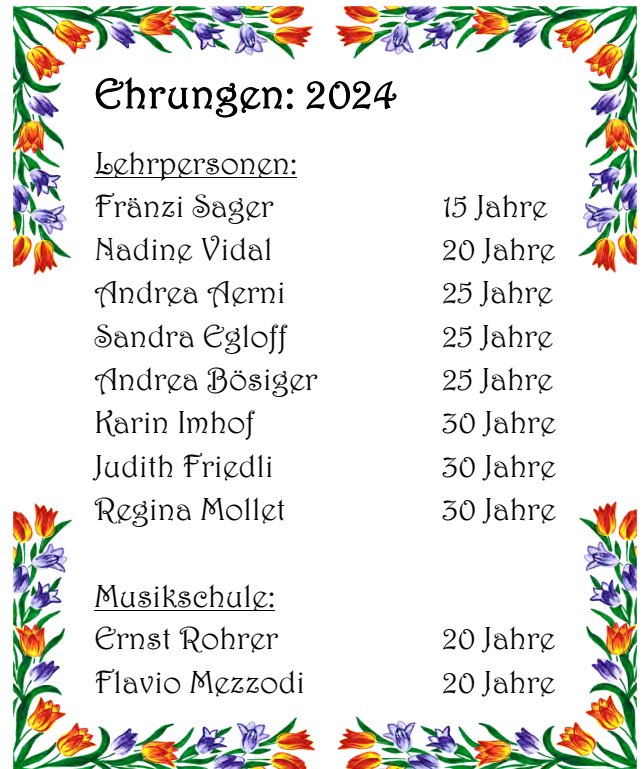 Ehrungen: 2024
Lehrpersonen:
Fränzi Sager 15 Jahre
Nadine Vidal 20 Jahre
Andrea Aerni 25 Jahre
Sandra Egloff 25 Jahre
Andrea Bösiger 25 Jahre
Karin Imhof 30 Jahre
Judith Friedli 30 Jahre
Regina Mollet 30 Jahre
Musikschule:
Ernst Rohrer 20 Jahre
Flavio Mezzodi 20 Jahre